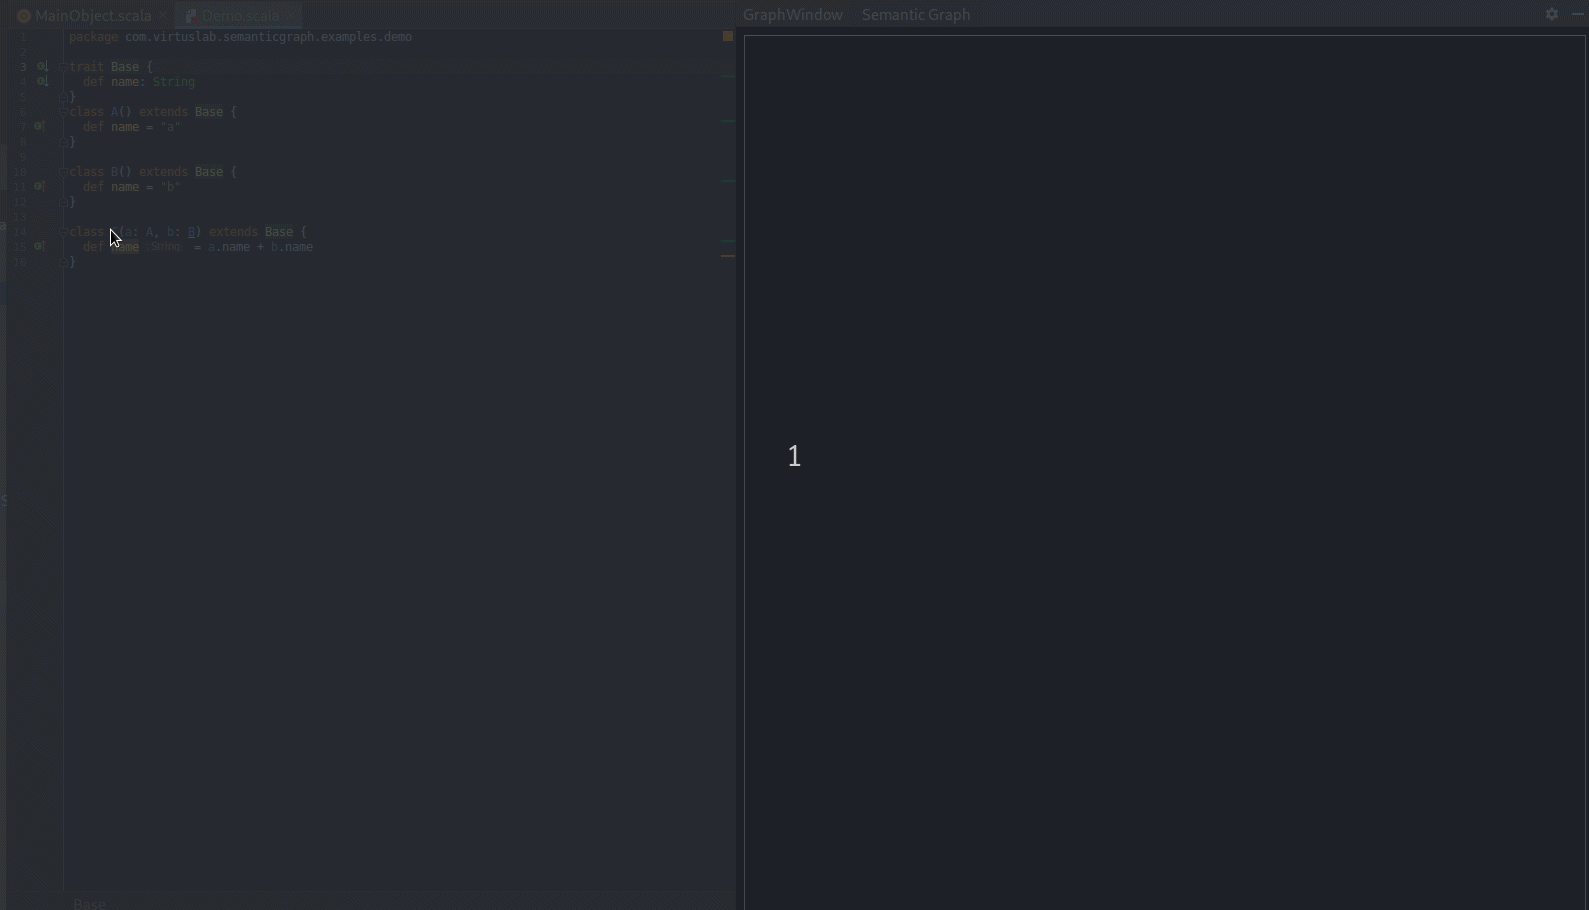 MainObject.scala × Demo.scala ×
GraphWindow Semantic Graph
1 package com.virtuslab.semanticgraph.examples.demo
2
3 trait Base {
4 def name: String
5 }
6 class A() extends Base {
7 def name = "a"
8 }
9
10 class B() extends Base {
11 def name = "b"
12 }
13
14 class (a: A, b: B) extends Base {
15 def name :String = a.name + b.name
16 }
1
Base